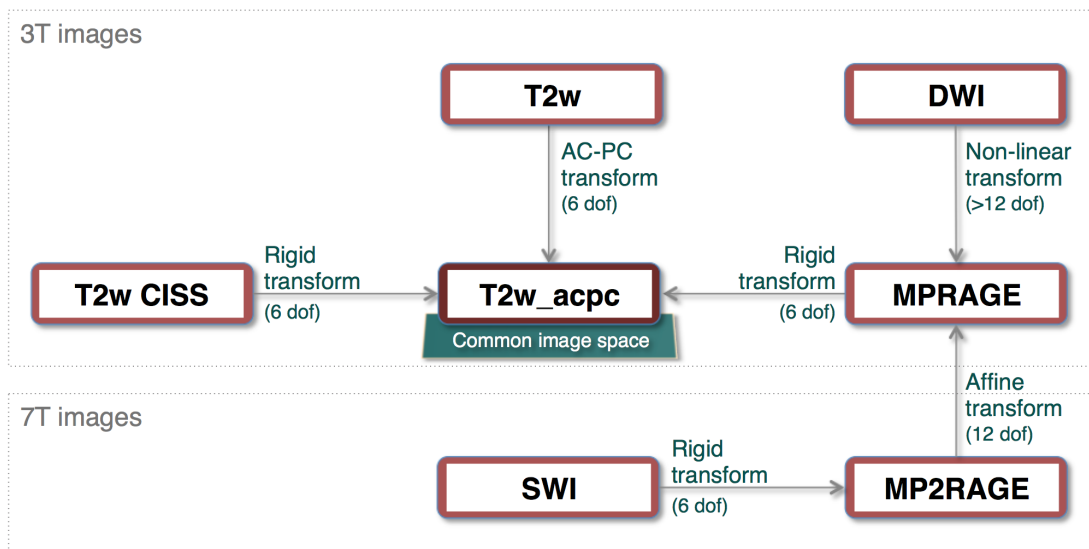 3T images
T2w
DWI
AC-PC
transform
(6 dof)
Non-linear
transform
(>12 dof)
T2w CISS
Rigid
transform
(6 dof)
T2w_acpc
Common image space
Rigid
transform
(6 dof)
MPRAGE
Affine
transform
(12 dof)
7T images
SWI
Rigid
transform
(6 dof)
MP2RAGE